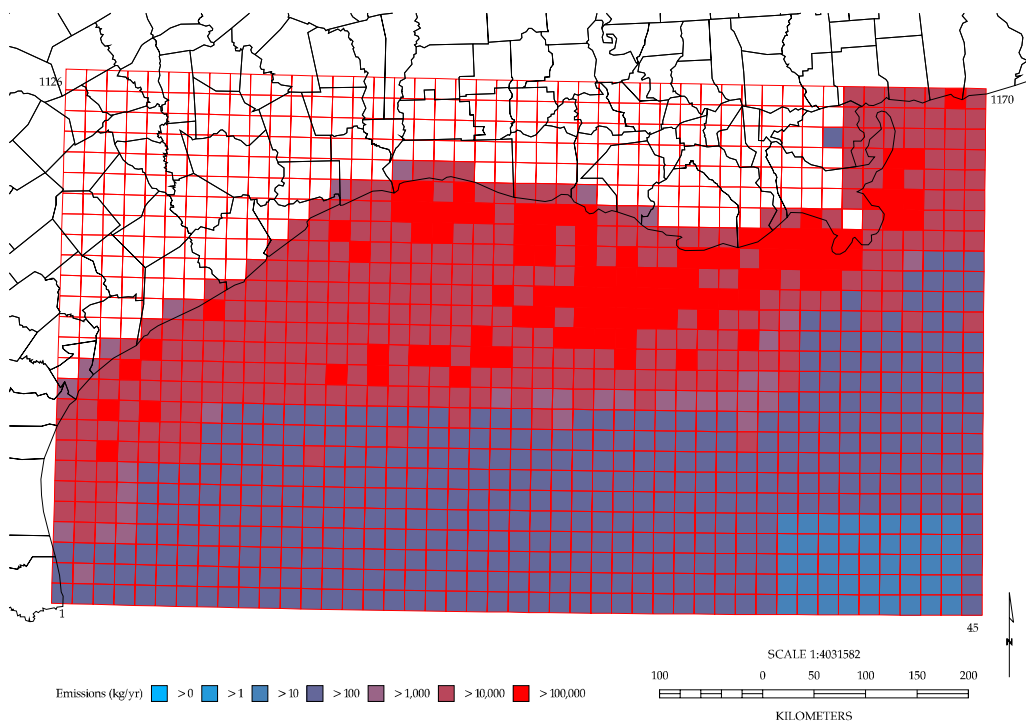 1126
1170
1
45
SCALE 1:4031582
N
Emissions (kg/yr) > 0 > 1 > 10 > 100 > 1,000 > 10,000 > 100,000
100 0 50 100 150 200
KILOMETERS